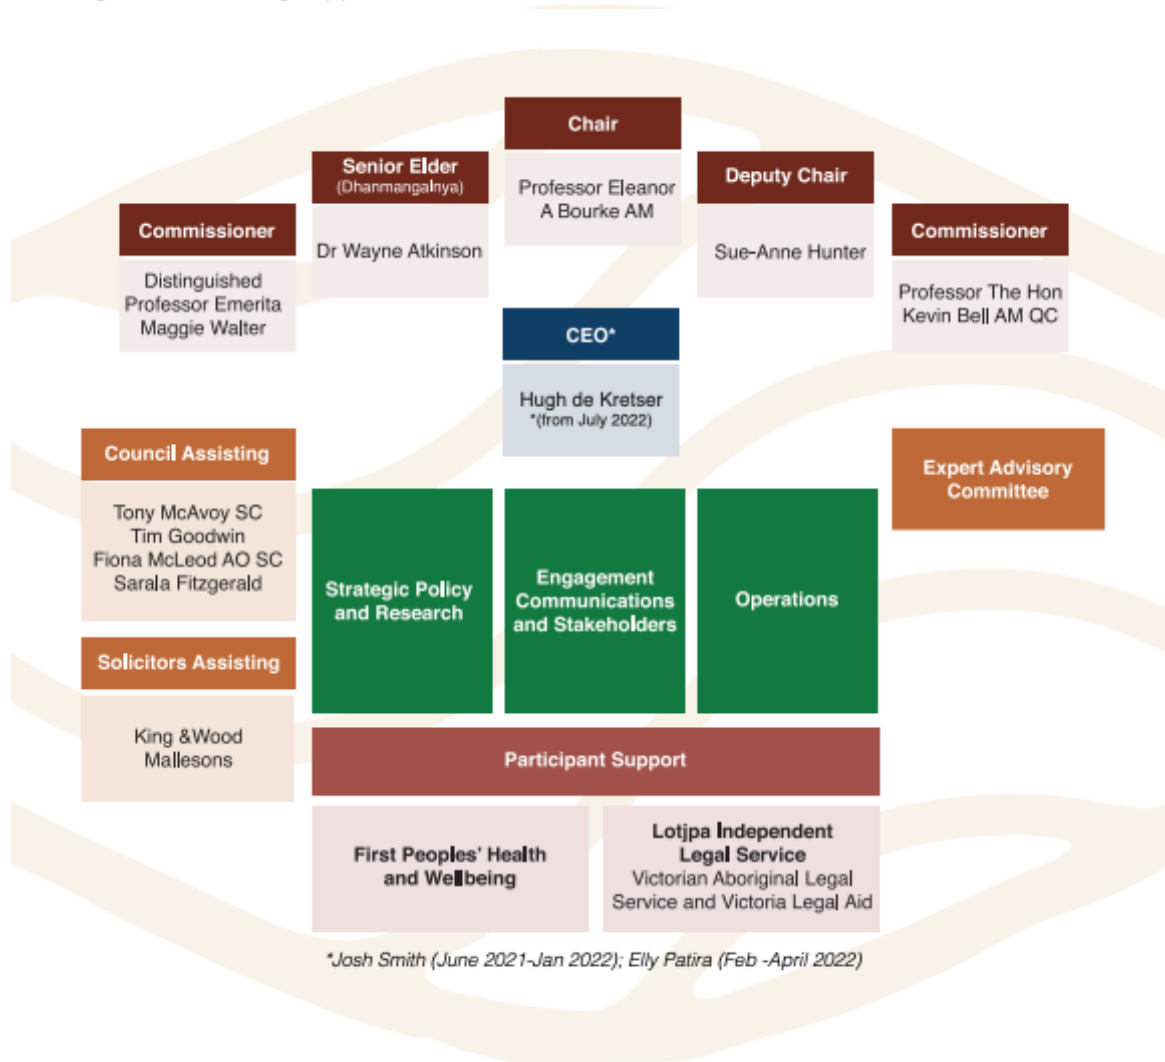 Chair
Professor Eleanor
A Bourke AM
Senior Elder
(Dhanmangalnya)
Dr Wayne Atkinson
Deputy Chair
Sue-Anne Hunter
Commissioner
Distinguished
Professor Emerita
Maggie Walter
Commissioner
Professor The Hon
Kevin Bell AM QC
CEO*
Hugh de Kretser
*(from July 2022)
Council Assisting
Tony McAvoy SC
Tim Goodwin
Fiona McLeod AO SC
Sarala Fitzgerald
Expert Advisory
Committee
Strategic Policy
and Research
Engagement
Communications
and Stakeholders
Operations
Solicitors Assisting
King &Wood
Mallesons
Participant Support
First Peoples' Health
and Wellbeing
Lotjpa Independent
Legal Service
Victorian Aboriginal Legal
Service and Victoria Legal Aid
*Josh Smith (June 2021-Jan 2022); Elly Patira (Feb -April 2022)